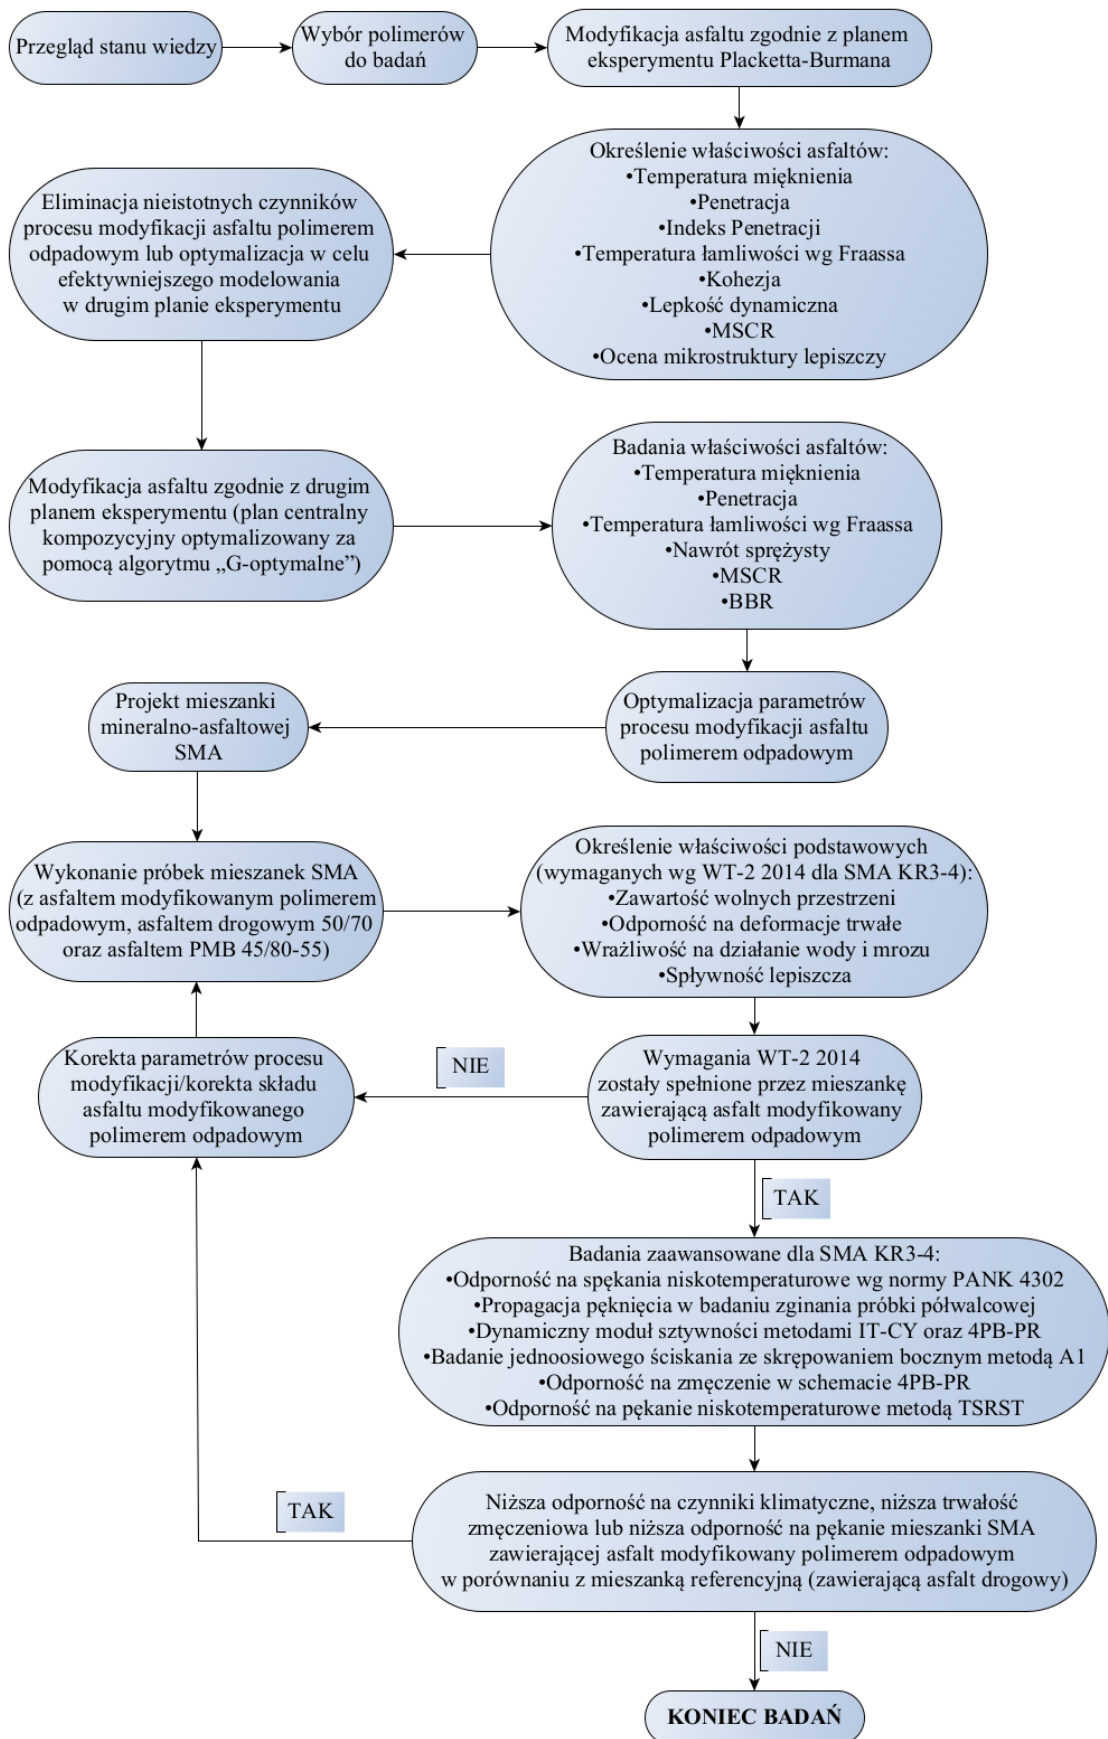 Przegląd stanu wiedzy
Wybór polimerów
do badań
Modyfikacja asfaltu zgodnie z planem
eksperymentu Placketta-Burmana
Określenie właściwości asfaltów:
•Temperatura mięknienia
•Penetracja
•Indeks Penetracji
•Temperatura łamliwości wg Fraassa
•Kohezja
•Lepkość dynamiczna
•MSCR
•Ocena mikrostruktury lepiszczy
Eliminacja nieistotnych czynników
procesu modyfikacji asfaltu polimerem
odpadowym lub optymalizacja w celu
efektywniejszego modelowania
w drugim planie eksperymentu
Modyfikacja asfaltu zgodnie z drugim
planem eksperymentu (plan centralny
kompozycyjny optymalizowany za
pomocą algorytmu „G-optymalne”)
Badania właściwości asfaltów:
•Temperatura mięknienia
•Penetracja
•Temperatura łamliwości wg Fraassa
•Nawrót sprężysty
•MSCR
•BBR
Optymalizacja parametrów
procesu modyfikacji asfaltu
polimerem odpadowym
Projekt mieszanki
mineralno-asfaltowej
SMA
Wykonanie próbek mieszanek SMA
(z asfaltem modyfikowanym polimerem
odpadowym, asfaltem drogowym 50/70
oraz asfaltem PMB 45/80-55)
Określenie właściwości podstawowych
(wymaganych wg WT-2 2014 dla SMA KR3-4):
•Zawartość wolnych przestrzeni
•Odporność na deformacje trwałe
•Wrażliwość na działanie wody i mrozu
•Spływność lepiszcza
Wymagania WT-2 2014
zostały spełnione przez mieszankę
zawierającą asfalt modyfikowany
polimerem odpadowym
NIE
Korekta parametrów procesu
modyfikacji/korekta składu
asfaltu modyfikowanego
polimerem odpadowym
TAK
Badania zaawansowane dla SMA KR3-4:
•Odporność na spękania niskotemperaturowe wg normy PANK 4302
•Propagacja pęknięcia w badaniu zginania próbki półwalcowej
•Dynamiczny moduł sztywności metodami IT-CY oraz 4PB-PR
•Badanie jednoosiowego ściskania ze skrępowaniem bocznym metodą A1
•Odporność na zmęczenie w schemacie 4PB-PR
•Odporność na pękanie niskotemperaturowe metodą TSRST
TAK
Niższa odporność na czynniki klimatyczne, niższa trwałość
zmęczeniowa lub niższa odporność na pękanie mieszanki SMA
zawierającej asfalt modyfikowany polimerem odpadowym
w porównaniu z mieszanką referencyjną (zawierającą asfalt drogowy)
NIE
KONIEC BADAŃ